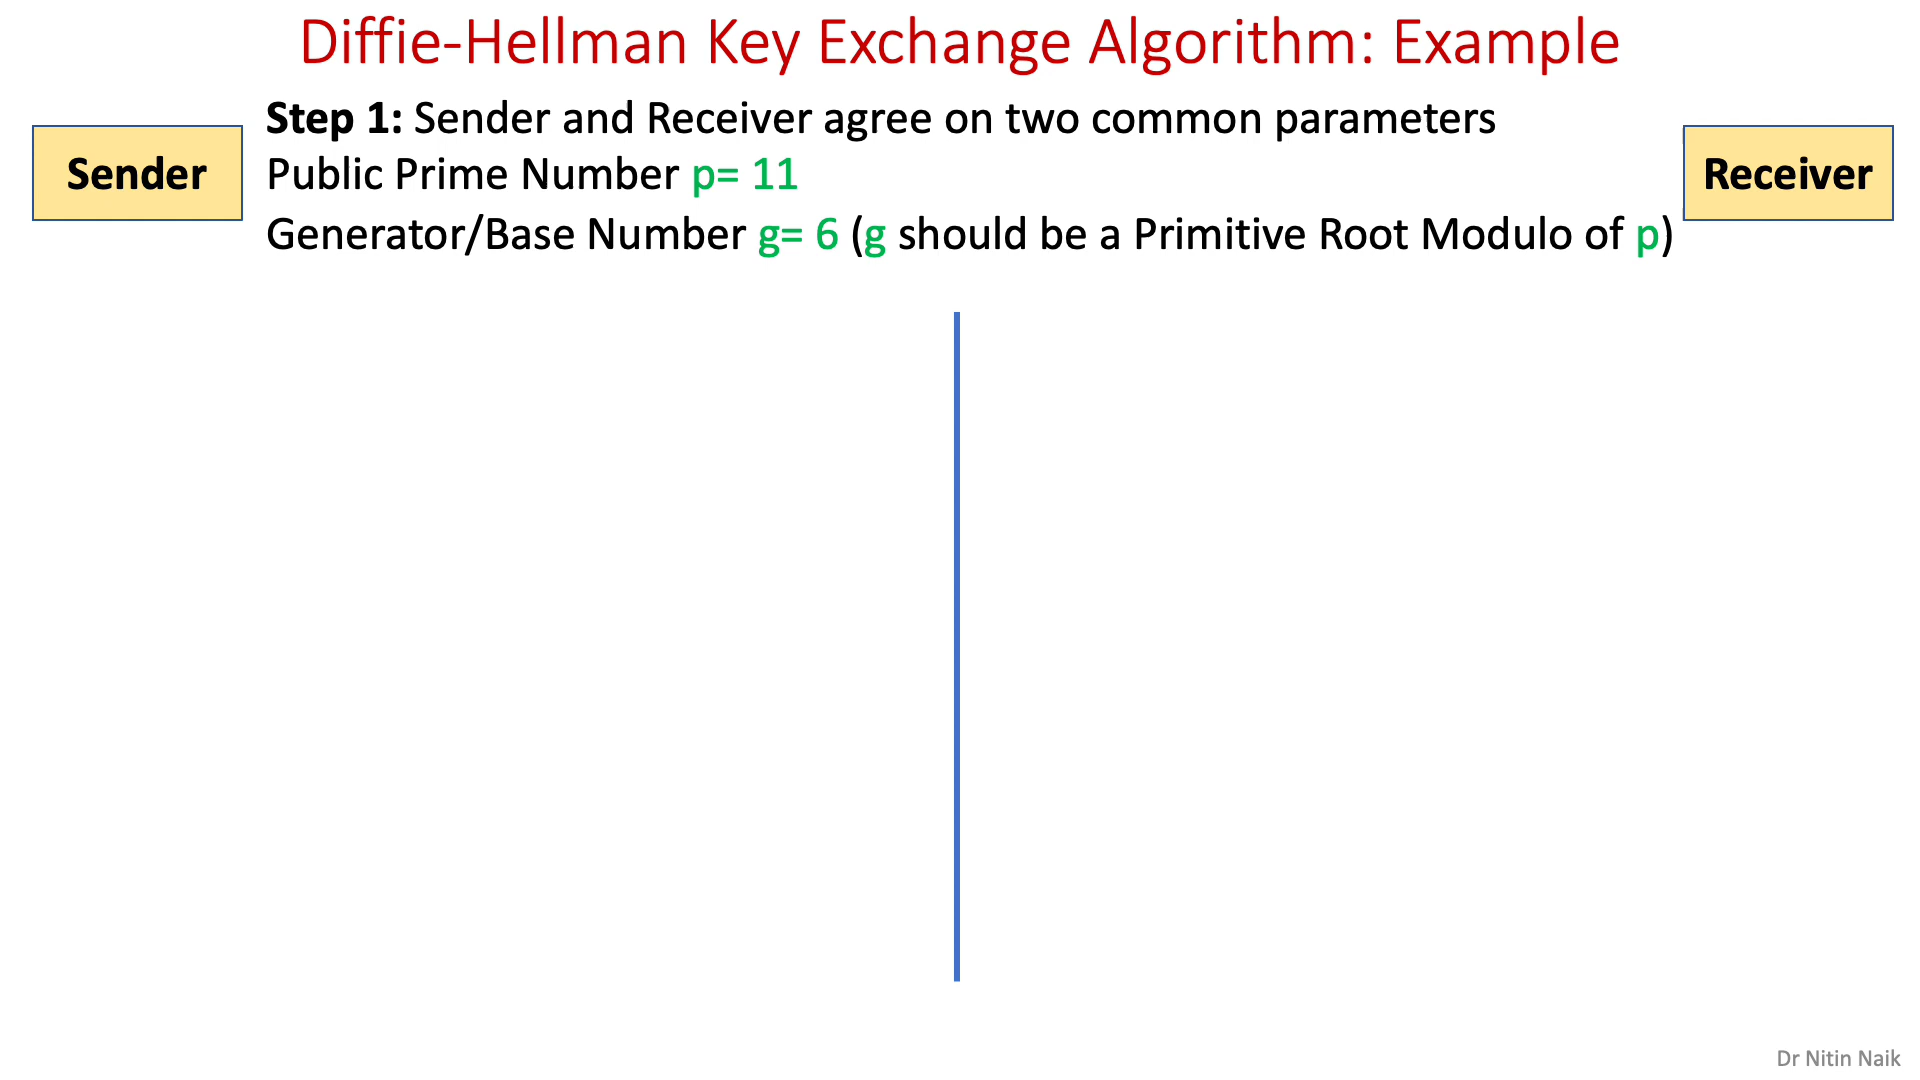 Diffie-Hellman Key Exchange Algorithm: Example
Step 1: Sender and Receiver agree on two common parameters
Sender
Public Prime Number p= 11
Receiver
Generator/Base Number g= 6 (g should be a Primitive Root Modulo of p)
Dr Nitin Naik